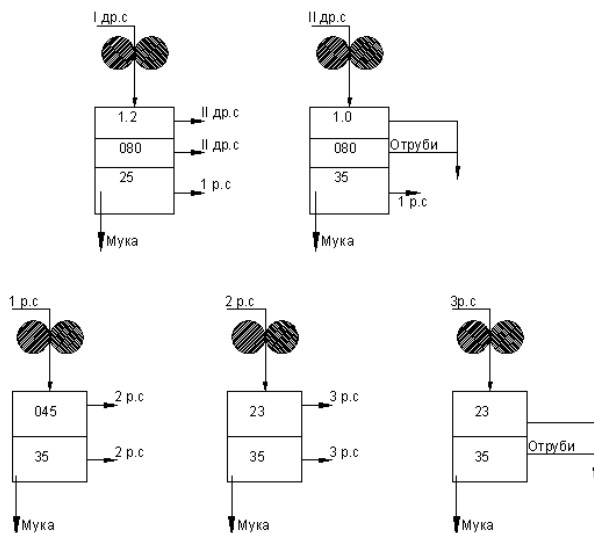 I др.с
II др.с
1.2
II др.с
080
II др.с
25
1 р.с
Мука
1.0
080
Отруби
35
1 р.с
Мука
1 р.с
2 р.с
3р.с
045
2 р.с
35
2 р.с
Мука
23
3 р.с
35
3 р.с
Мука
23
35
Отруби
Мука